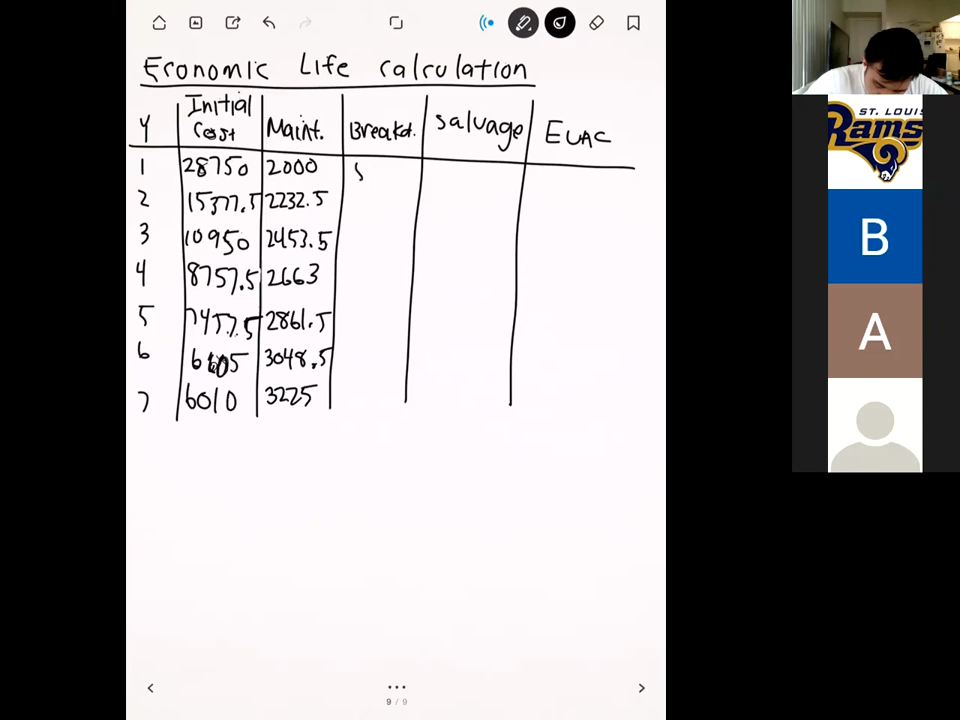 Economic Life calculation
Y Initial Cost Maint. Breakd. Salvage EUAC
1 28750 2000
2 15377.5 2232.5
3 10950 2453.5
4 8757.5 2663
5 7457.5 2861.5
6 6605 3048.5
7 6010 3225
9 / 9
ST. LOUIS
Rams
B
A